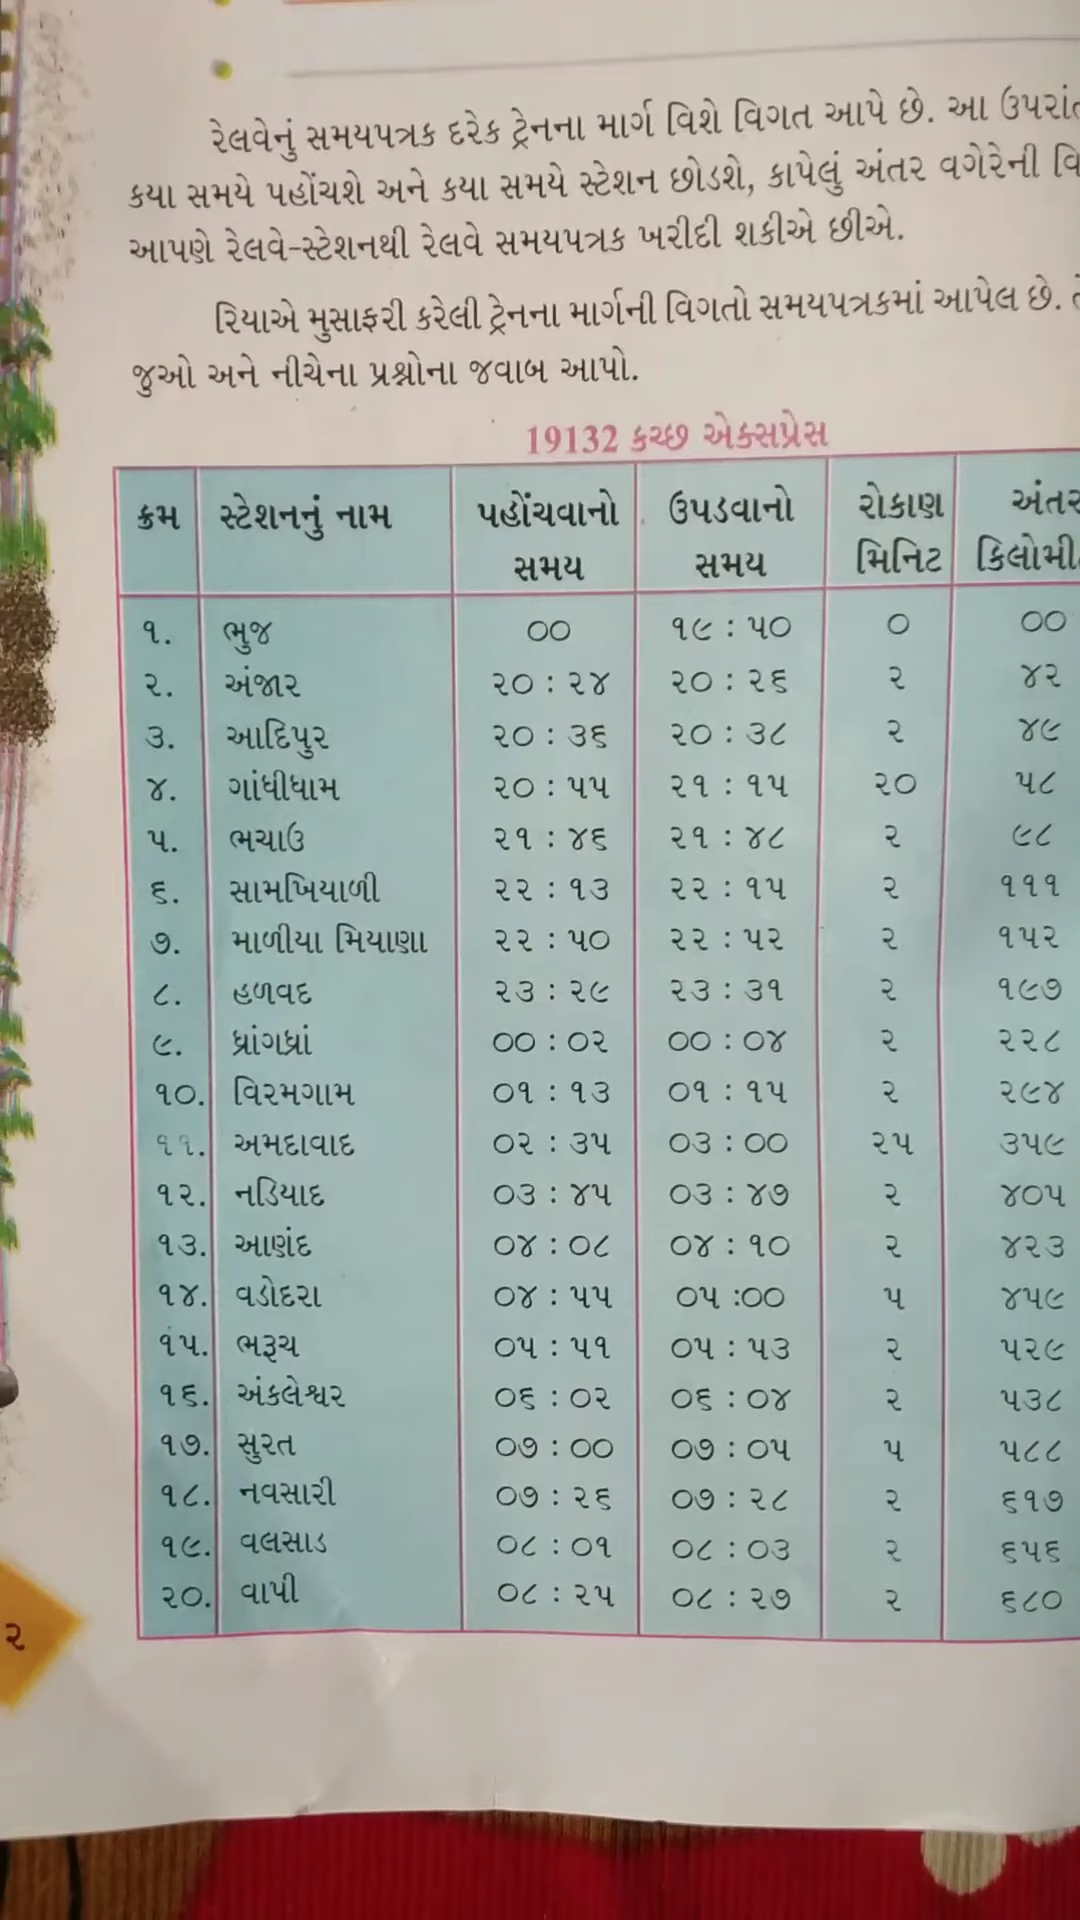 રેલવેનું સમયપત્રક દરેક ટ્રેનના માર્ગ વિશે વિગત આપે છે. આ
કયા સમયે પહોંચશે અને કયા સમયે સ્ટેશન છોડશે, કાપેલું અંતર વગેરેની
આપણે રેલવે-સ્ટેશનથી રેલવે સમયપત્રક ખરીદી શકીએ છીએ.
રિયાએ મુસાફરી કરેલી ટ્રેનના માર્ગની વિગતો સમયપત્રકમાં આપેલ છે.
જુઓ અને નીચેના પ્રશ્નોના જવાબ આપો.
19132 કચ્છ એક્સપ્રેસ
ક્રમ સ્ટેશનનું નામ પહોંચવાનો ઉપડવાનો રોકાણ અંતર
સમય સમય મિનિટ
૧. ભુજ ૦૦ ૧૯ : ૫૦ ૦ ૦૦
૨. અંજાર ૨૦ : ૨૪ ૨૦ : ૨૬ ૨ ૪૨
૩. આદિપુર ૨૦ : ૩૬ ૨૦ : ૩૮ ૨ ૪૯
૪. ગાંધીધામ ૨૦ : ૫૫ ૨૧ : ૧૫ ૨૦ ૫૮
૫. ભચાઉ ૨૧ : ૪૬ ૨૧ : ૪૮ ૨ ૯૮
૬. સામખિયાળી ૨૨ : ૧૩ ૨૨ : ૧૫ ૨ ૧૧૧
૭. માળીયા મિયાણા ૨૨ : ૫૦ ૨૨ : ૫૨ ૨ ૧૫૨
૮. હળવદ ૨૩ : ૨૯ ૨૩ : ૩૧ ૨ ૧૯૭
૯. ધ્રાંગધ્રાં ૦૦ : ૦૨ ૦૦ : ૦૪ ૨ ૨૨૮
૧૦. વિરમગામ ૦૧ : ૧૩ ૦૧ : ૧૫ ૨ ૨૯૪
૧૧. અમદાવાદ ૦૨ : ૩૫ ૦૩ : ૦૦ ૨૫ ૩૫૯
૧૨. નડિયાદ ૦૩ : ૪૫ ૦૩ : ૪૭ ૨ ૪૦૫
૧૩. આણંદ ૦૪ : ૦૮ ૦૪ : ૧૦ ૨ ૪૨૩
૧૪. વડોદરા ૦૪ : ૫૫ ૦૫ :૦૦ ૫ ૪૫૯
૧૫. ભરૂચ ૦૫ : ૫૧ ૦૫ : ૫૩ ૨ ૫૨૯
૧૬. અંકલેશ્વર ૦૬ : ૦૨ ૦૬ : ૦૪ ૨ ૫૩૮
૧૭. સુરત ૦૭ : ૦૦ ૦૭ : ૦૫ ૫ ૫૮૮
૧૮. નવસારી ૦૭ : ૨૬ ૦૭ : ૨૮ ૨ ૬૧૭
૧૯. વલસાડ ૦૮ : ૦૧ ૦૮ : ૦૩ ૨ ૬૫૬
૨૦. વાપી ૦૮ : ૨૫ ૦૮ : ૨૭ ૨ ૬૮૦
૨